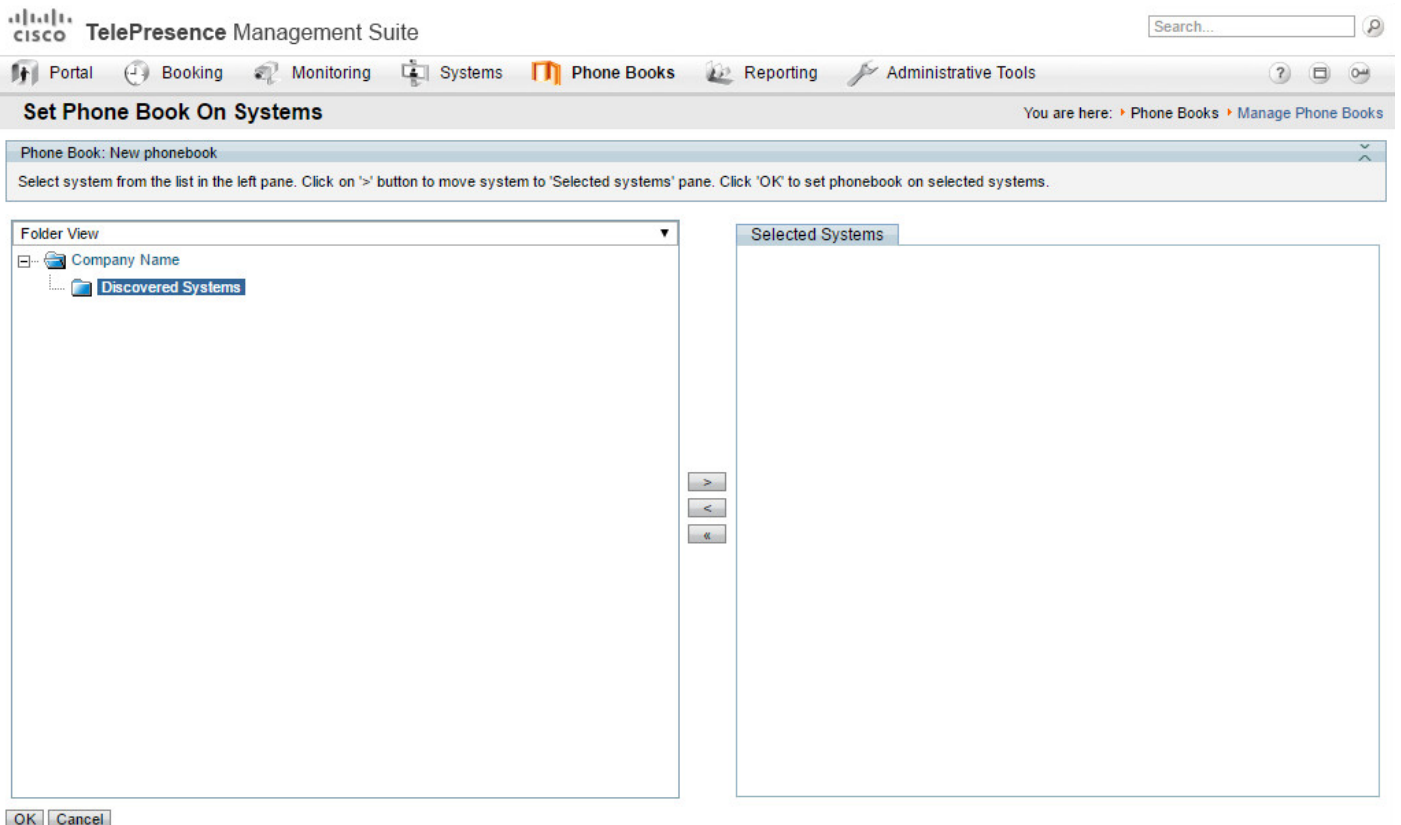 CISCO TelePresence Management Suite
Search...
Portal Booking Monitoring Systems Phone Books Reporting Administrative Tools ?
Set Phone Book On Systems
You are here: Phone Books Manage Phone Books
Phone Book: New phonebook
Select system from the list in the left pane. Click on '>' button to move system to 'Selected systems' pane. Click 'OK' to set phonebook on selected systems.
Folder View
Selected Systems
Company Name
Discovered Systems
>
<
«
OK Cancel